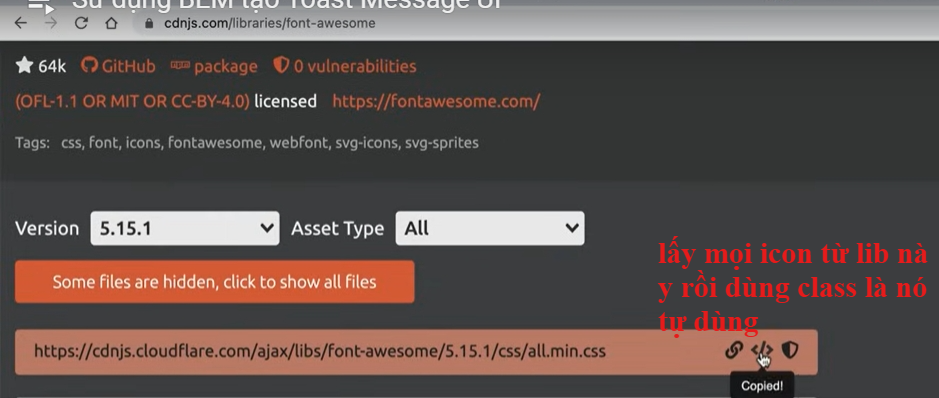 Sử dụng BEM tạo Toast Message UI
cdnjs.com/libraries/font-awesome
64k GitHub package 0 vulnerabilities
(OFL-1.1 OR MIT OR CC-BY-4.0) licensed https://fontawesome.com/
Tags: css, font, icons, fontawesome, webfont, svg-icons, svg-sprites
Version 5.15.1 Asset Type All
Some files are hidden, click to show all files
lấy mọi icon từ lib nà
y rồi dùng class là nó
tự dùng
https://cdnjs.cloudflare.com/ajax/libs/font-awesome/5.15.1/css/all.min.css
Copied!